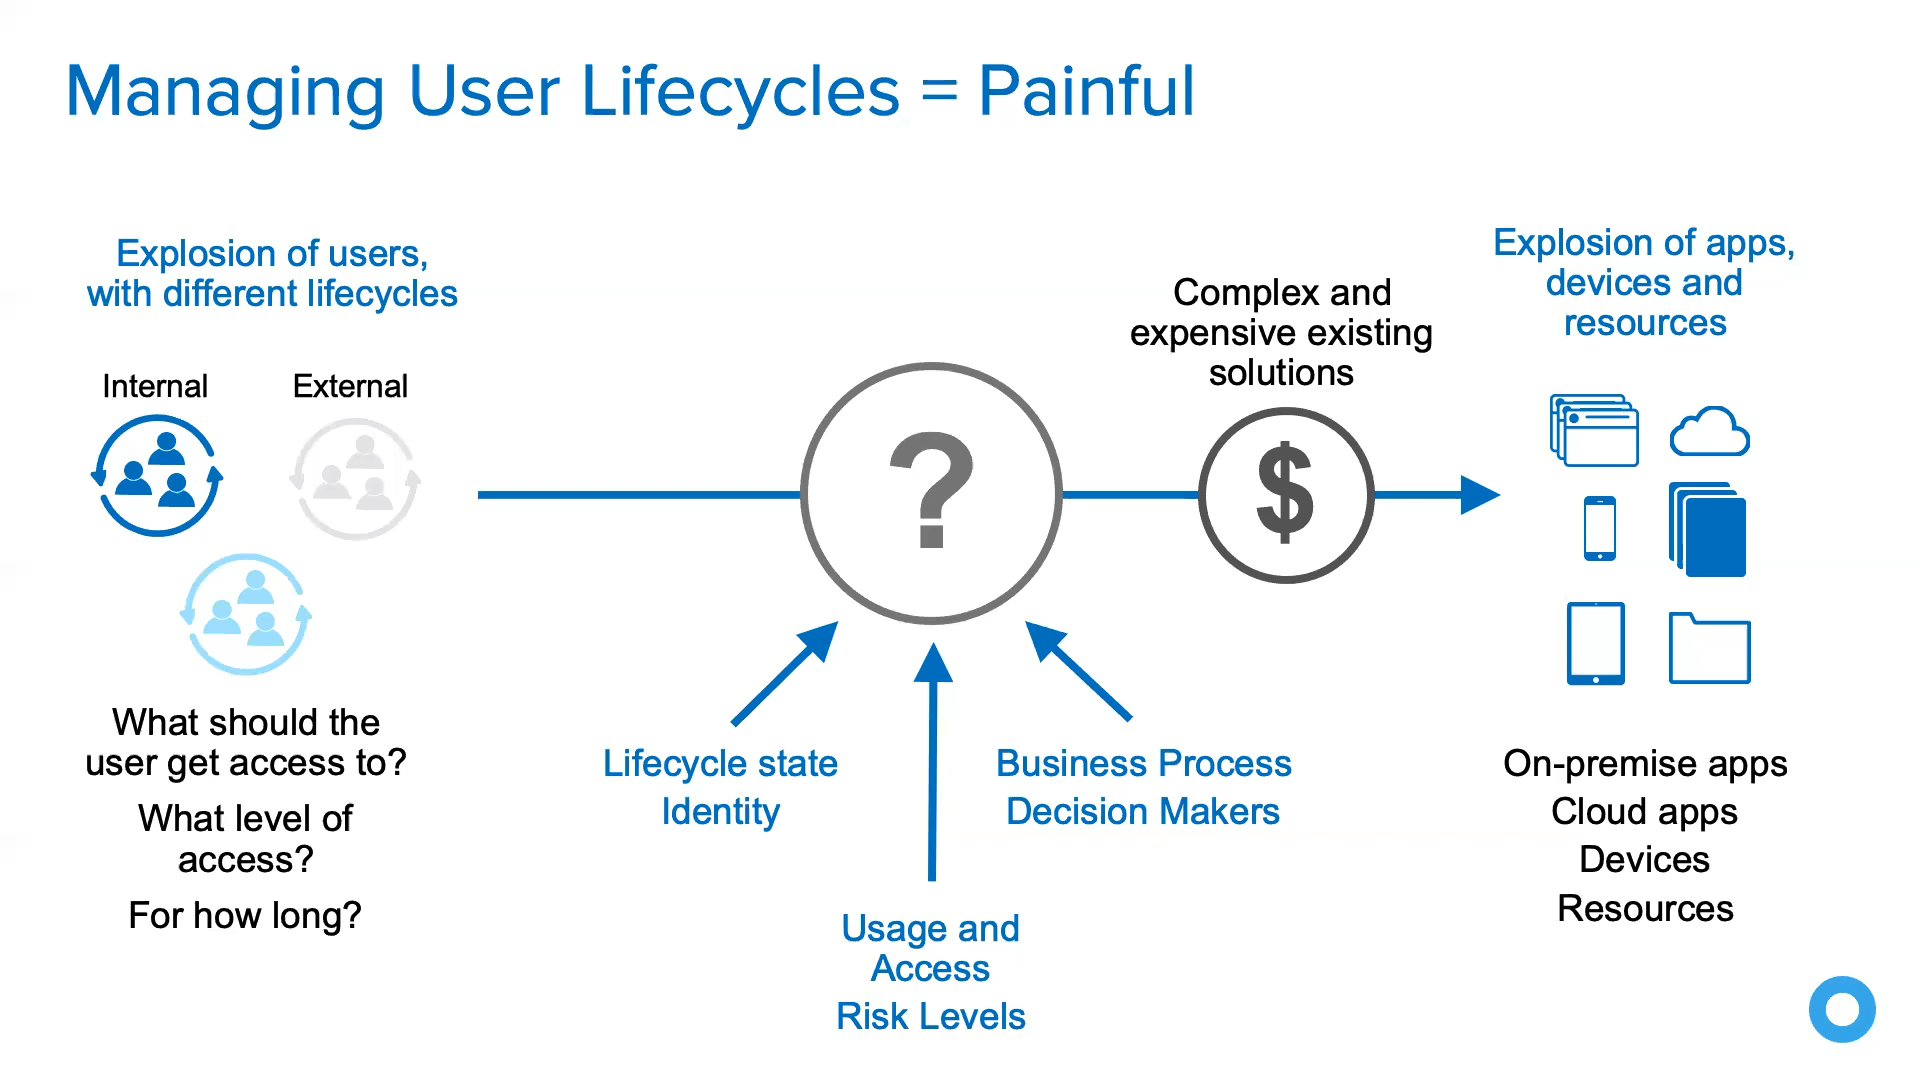 Managing User Lifecycles = Painful
Explosion of users,
with different lifecycles
Internal
External
What should the
user get access to?
What level of
access?
For how long?
?
Lifecycle state
Identity
Usage and
Access
Risk Levels
Business Process
Decision Makers
Complex and
expensive existing
solutions
$
Explosion of apps,
devices and
resources
On-premise apps
Cloud apps
Devices
Resources